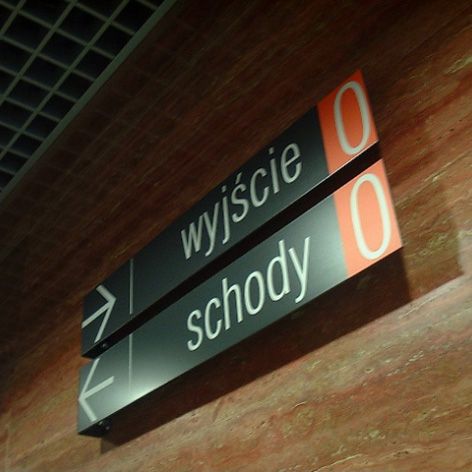 → wyjście 0
← schody 0